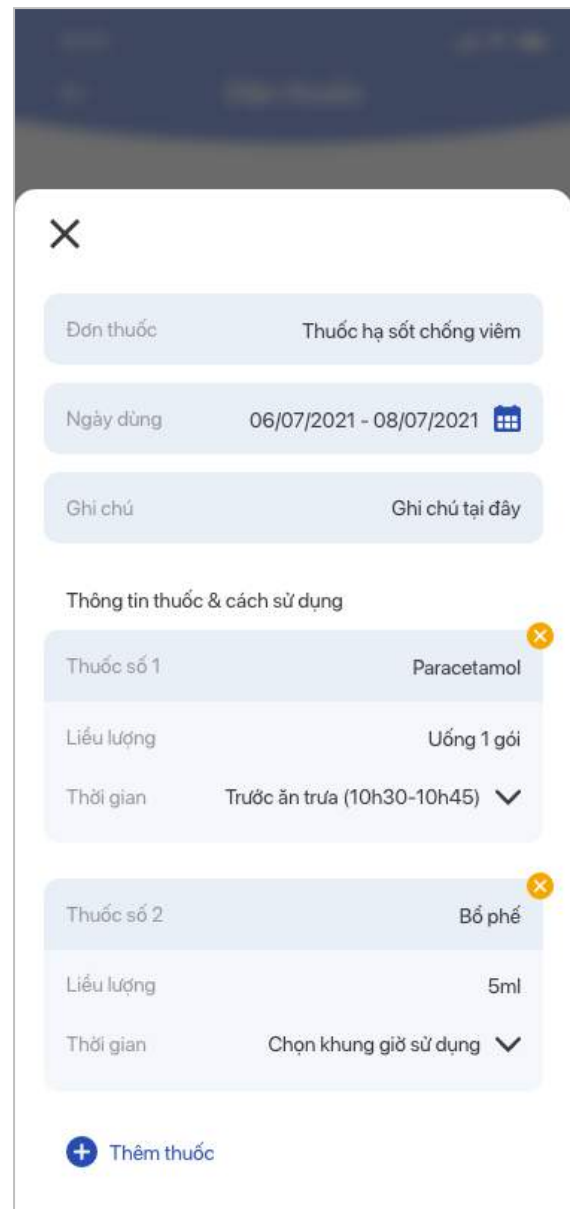 Đơn thuốc Thuốc hạ sốt chống viêm
Ngày dùng 06/07/2021 - 08/07/2021
Ghi chú Ghi chú tại đây
Thông tin thuốc & cách sử dụng
Thuốc số 1 Paracetamol
Liều lượng Uống 1 gói
Thời gian Trước ăn trưa (10h30-10h45)
Thuốc số 2 Bổ phế
Liều lượng 5ml
Thời gian Chọn khung giờ sử dụng
Thêm thuốc